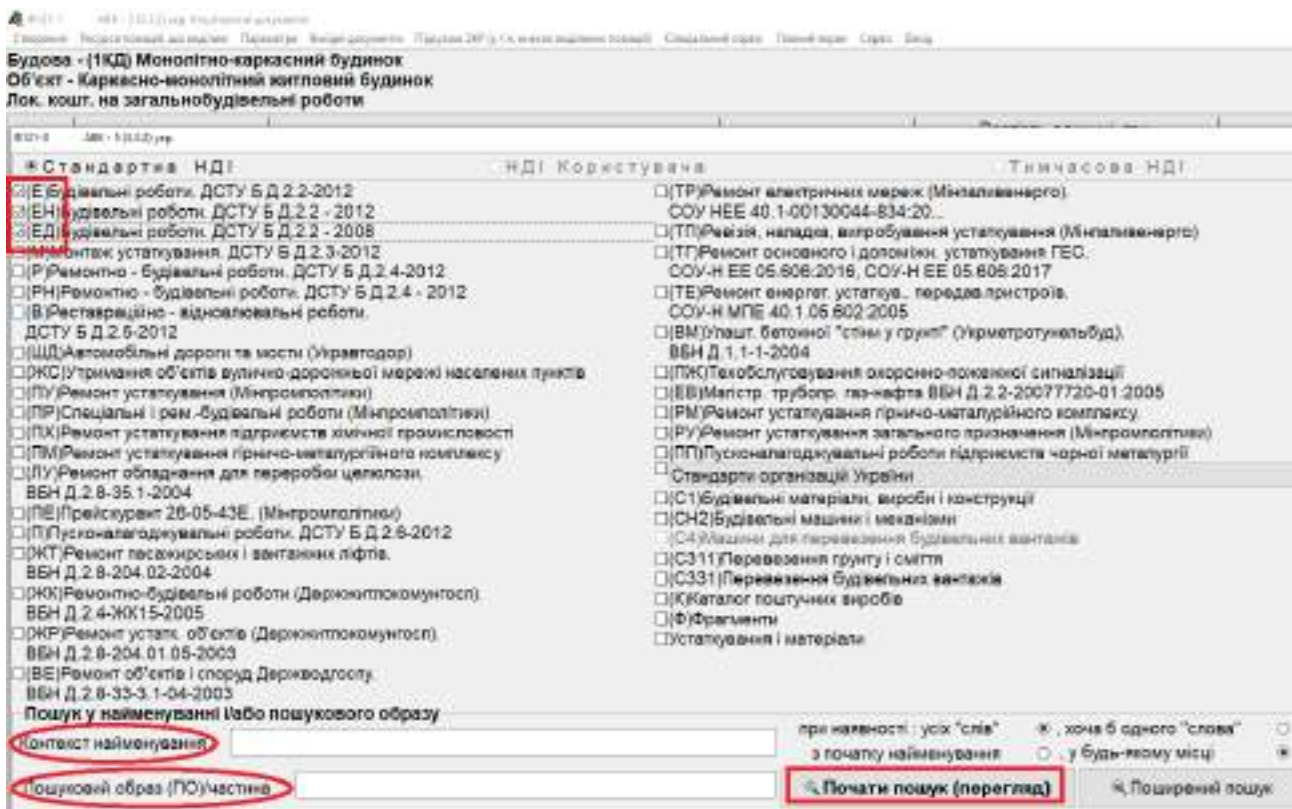 Будова - (1КД) Монолітно-каркасний будинок
Об'єкт - Каркасно-монолітний житловий будинок
Лок. кошт. на загальнобудівельні роботи
Стандартна НДІ
НДІ Користувача
Тимчасова НДІ
(Е)Будівельні роботи. ДСТУ Б Д.2.2-2012
(ЕН)Будівельні роботи. ДСТУ Б Д.2.2 - 2012
(ЕД)Будівельні роботи. ДСТУ Б Д.2.2 - 2008
(М)Монтаж устаткування. ДСТУ Б Д.2.3-2012
(Р)Ремонтно - будівельні роботи. ДСТУ Б Д.2.4-2012
(РН)Ремонтно - будівельні роботи. ДСТУ Б Д.2.4 - 2012
(В)Реставраційно - відновлювальні роботи.
ДСТУ Б Д.2.5-2012
(ШД)Автомобільні дороги та мости (Укравтодор)
(ЖС)Утримання об'єктів вулично-дорожньої мережі населених пунктів
(ПУ)Ремонт устаткування (Мінпромполітики)
(ПР)Спеціальні і рем.-будівельні роботи (Мінпромполітики)
(ПХ)Ремонт устаткування підприємств хімічної промисловості
(ПМ)Ремонт устаткування гірничо-металургійного комплексу
(ЛУ)Ремонт обладнання для переробки целюлози.
ВБН Д.2.8-35.1-2004
(ПЕ)Прейскурант 26-05-43Е. (Мінпромполітики)
(П)Пусконалагоджувальні роботи. ДСТУ Б Д.2.6-2012
(ЖТ)Ремонт пасажирських і вантажних ліфтів.
ВБН Д.2.8-204.02-2004
(ЖК)Ремонтно-будівельні роботи (Держжитлокомунгосп).
ВБН Д.2.4-ЖК15-2005
(ЖР)Ремонт устатк. об'єктів (Держжитлокомунгосп).
ВБН Д.2.8-204.01.05-2003
(ВЕ)Ремонт об'єктів і споруд Держводгоспу.
ВБН Д.2.8-33-3.1-04-2003
(ТР)Ремонт електричних мереж (Мінпаливенерго).
СОУ НЕЕ 40.1-00130044-834:20...
(ТП)Ревізія, наладка, випробування устаткування (Мінпаливенерго)
(ТГ)Ремонт основного і допоміжн. устаткування ГЕС.
СОУ-Н ЕЕ 05.606:2016, СОУ-Н ЕЕ 05.606:2017
(ТЕ)Ремонт енергет. устаткув., передав.пристроїв.
СОУ-Н МПЕ 40.1.05.602:2005
(ВМ)Улашт. бетонної "стіни у грунті" (Укрметротунельбуд).
ВБН Д.1.1-1-2004
(ПЖ)Техобслуговування охоронно-пожежної сигналізації
(ЕВ)Магістр. трубопр. газ-нафта ВБН Д.2.2-20077720-01:2005
(РМ)Ремонт устаткування гірничо-металургійного комплексу.
(РУ)Ремонт устаткування загального призначення (Мінпромполітики)
(ПП)Пусконалагоджувальні роботи підприємств чорної металургії
Стандарти організацій України
(С1)Будівельні матеріали, вироби і конструкції
(СН2)Будівельні машини і механізми
(С4)Машини для перевезення будівельних вантажів
(С311)Перевезення грунту і сміття
(С331)Перевезення будівельних вантажів
(К)Каталог поштучних виробів
(Ф)Фрагменти
Устаткування і матеріали
Пошук у найменуванні і/або пошукового образу
Контекст найменування
при наявності : усіх "слів" , хоча б одного "слова"
з початку найменування , у будь-якому місці
Пошуковий образ (ПО)/частина
Почати пошук (перегляд)
Поширений пошук